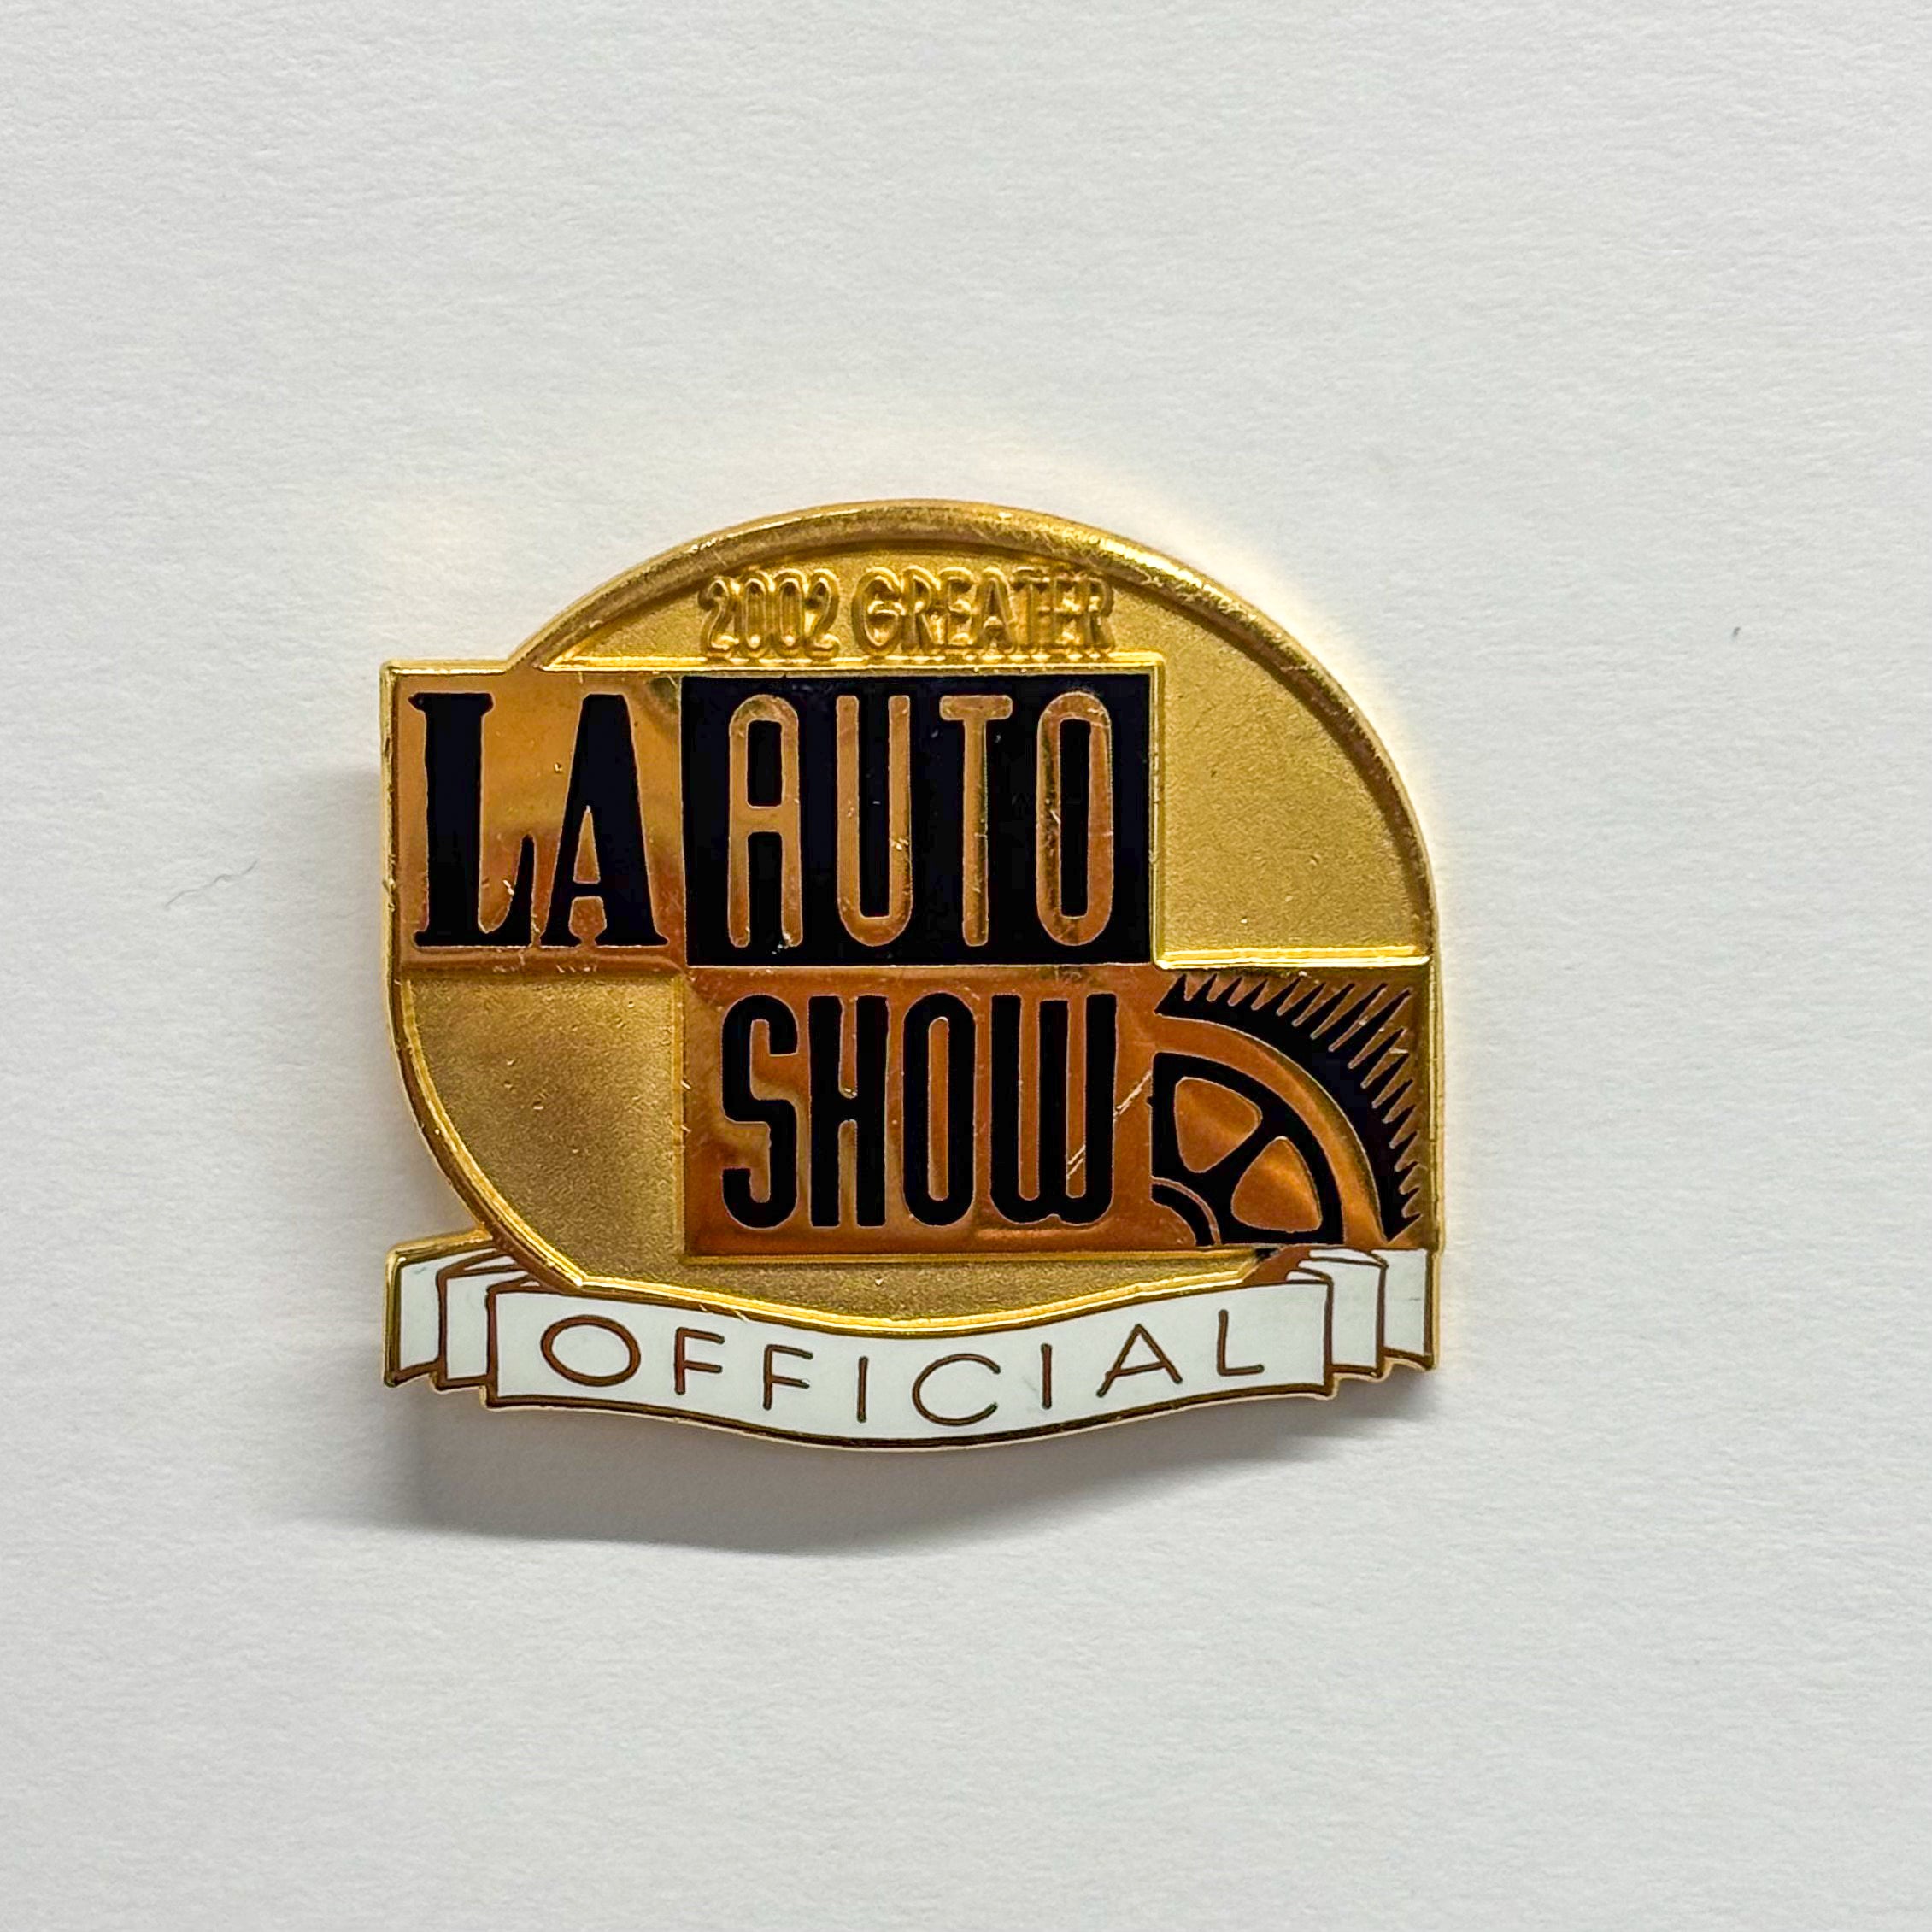 2002 GREATER
LA AUTO
SHOW
OFFICIAL